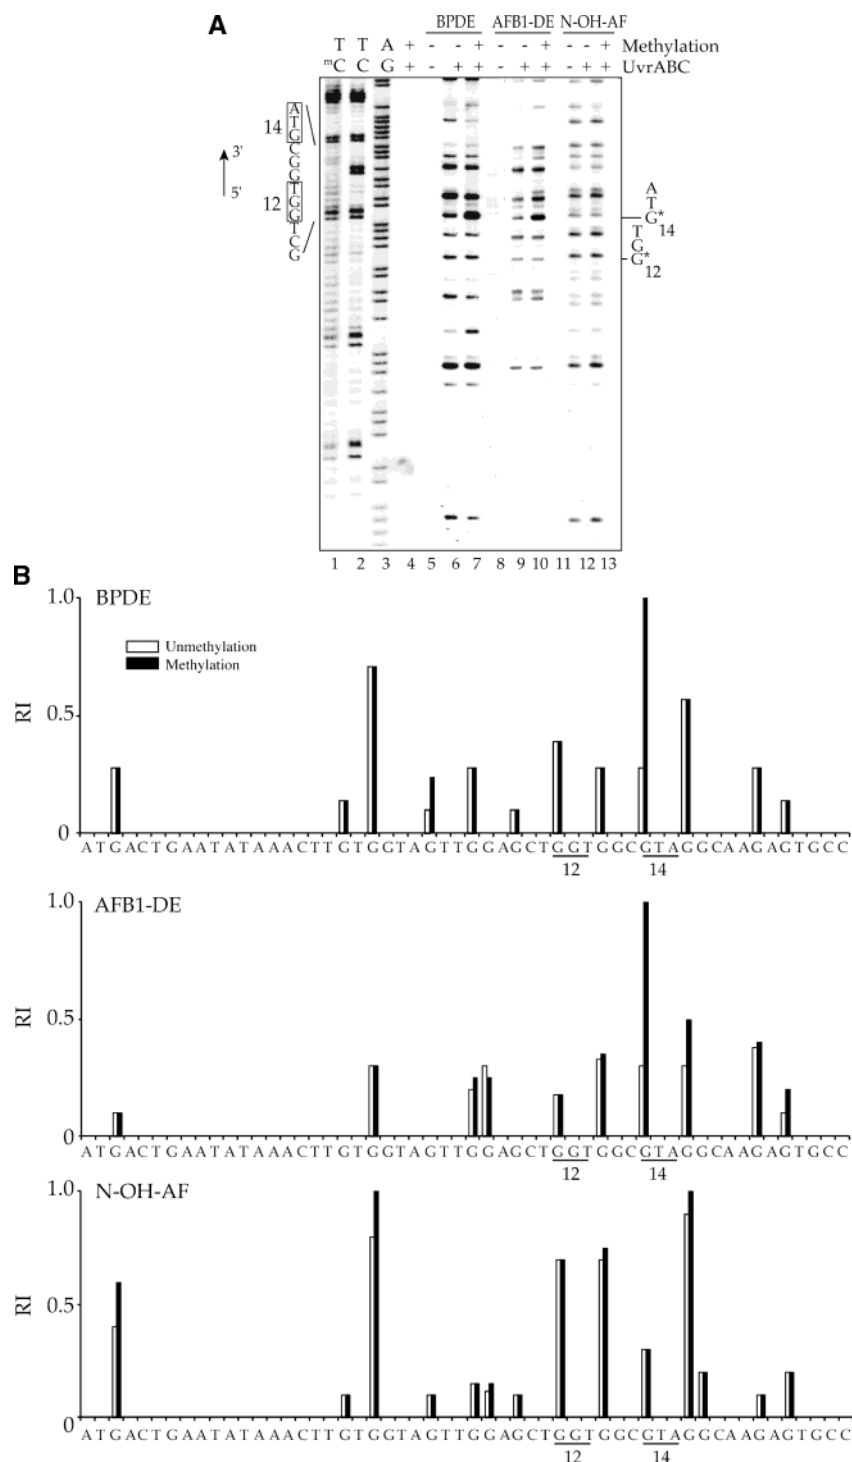 A
BPDE AFB1-DE N-OH-AF
T T A + - - + - - + - - + Methylation
mC C G + - + + - + + - + + UvrABC
A
T
G
14
C
G
G
T
G
G
12
T
C
G
3'
5'
A
T
G*
14
T
G
G*
12
1 2 3 4 5 6 7 8 9 10 11 12 13
B
1.0
BPDE
Unmethylation
Methylation
RI
0.5
0
ATGACTGAATATAAACTTGTGGTAGTTGGAGCTGGTGGCGTAGGCAAGAGTGCC
12 14
1.0
AFB1-DE
RI
0.5
0
ATGACTGAATATAAACTTGTGGTAGTTGGAGCTGGTGGCGTAGGCAAGAGTGCC
12 14
1.0
N-OH-AF
RI
0.5
0
ATGACTGAATATAAACTTGTGGTAGTTGGAGCTGGTGGCGTAGGCAAGAGTGCC
12 14